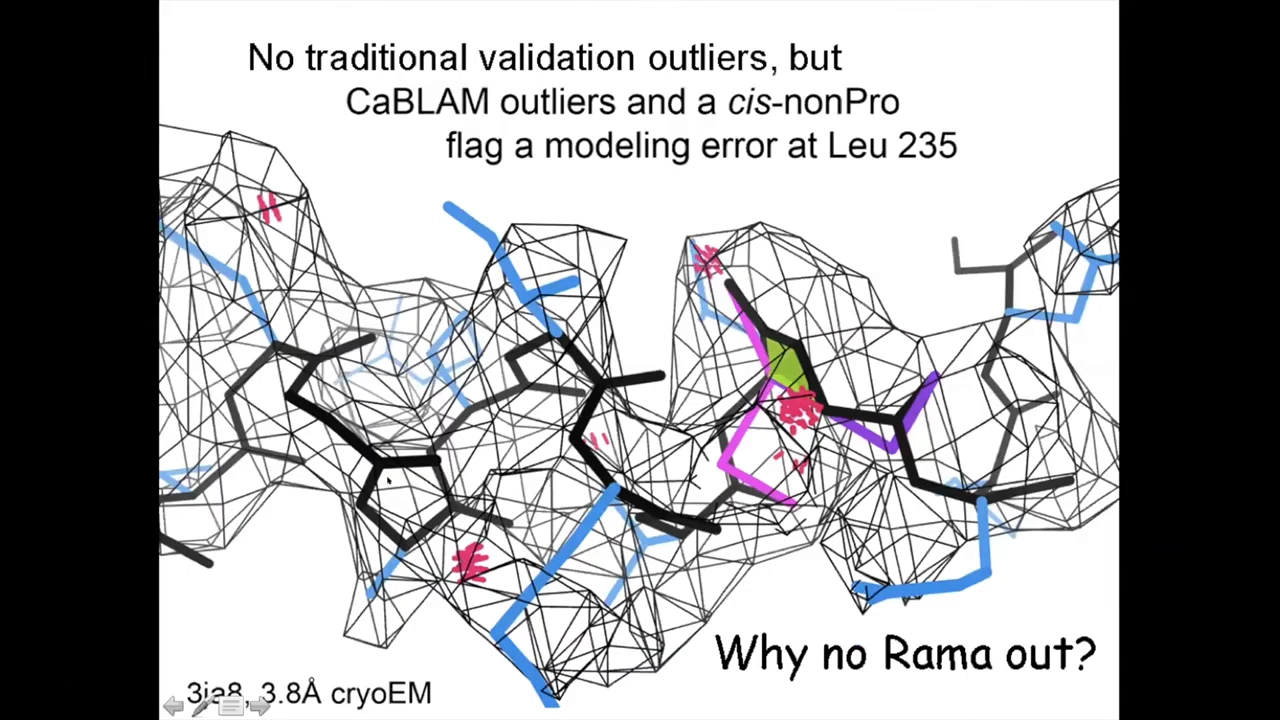 No traditional validation outliers, but
CaBLAM outliers and a cis-nonPro
flag a modeling error at Leu 235
Why no Rama out?
3ja8, 3.8Å cryoEM